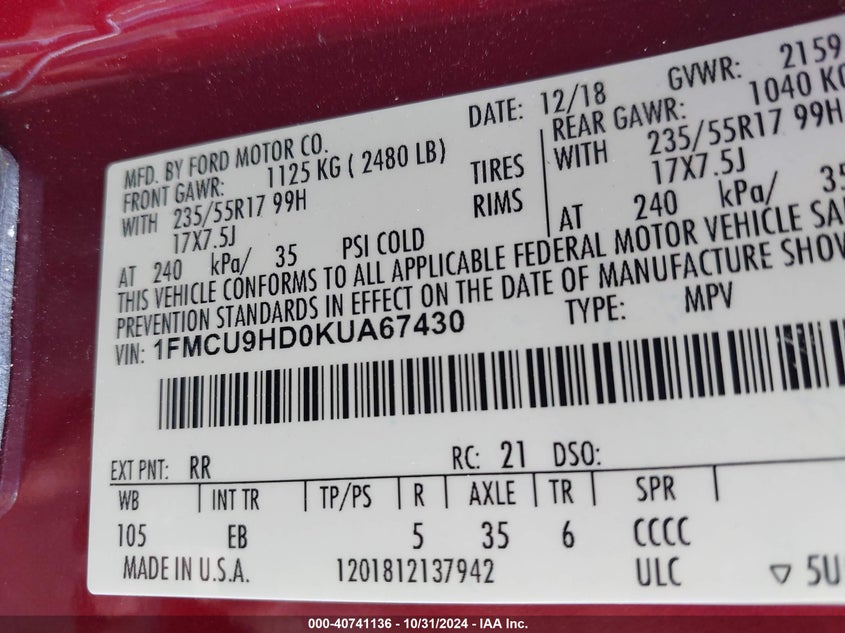 MFD. BY FORD MOTOR CO. DATE: 12/18 GVWR: 2159
FRONT GAWR: 1125 KG ( 2480 LB) REAR GAWR: 1040 KG
WITH 235/55R17 99H TIRES WITH 235/55R17 99H
17X7.5J RIMS 17X7.5J
AT 240 kPa/ 35 PSI COLD AT 240 kPa/ 35
THIS VEHICLE CONFORMS TO ALL APPLICABLE FEDERAL MOTOR VEHICLE
PREVENTION STANDARDS IN EFFECT ON THE DATE OF MANUFACTURE
VIN: 1FMCU9HD0KUA67430 TYPE: MPV
EXT PNT: RR RC: 21 DSO:
WB INT TR TP/PS R AXLE TR SPR
105 EB 5 35 6 CCCC
MADE IN U.S.A. 1201812137942 ULC ▽ 5U
000-40741136 - 10/31/2024 - IAA Inc.